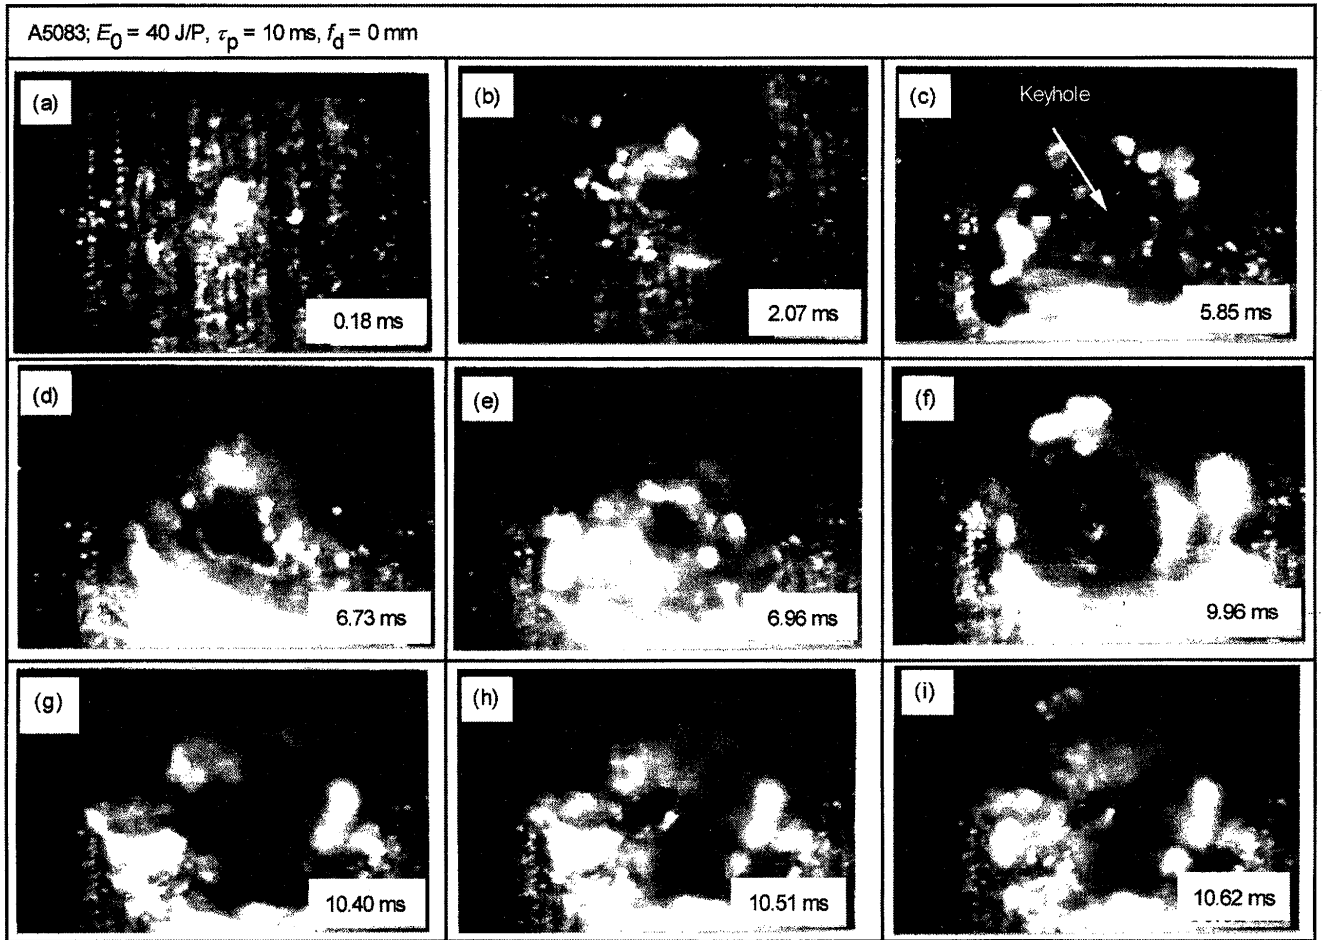 A5083; E0 = 40 J/P, τp = 10 ms, fd = 0 mm
(a)
0.18 ms
(b)
2.07 ms
(c)
Keyhole
5.85 ms
(d)
6.73 ms
(e)
6.96 ms
(f)
9.96 ms
(g)
10.40 ms
(h)
10.51 ms
(i)
10.62 ms